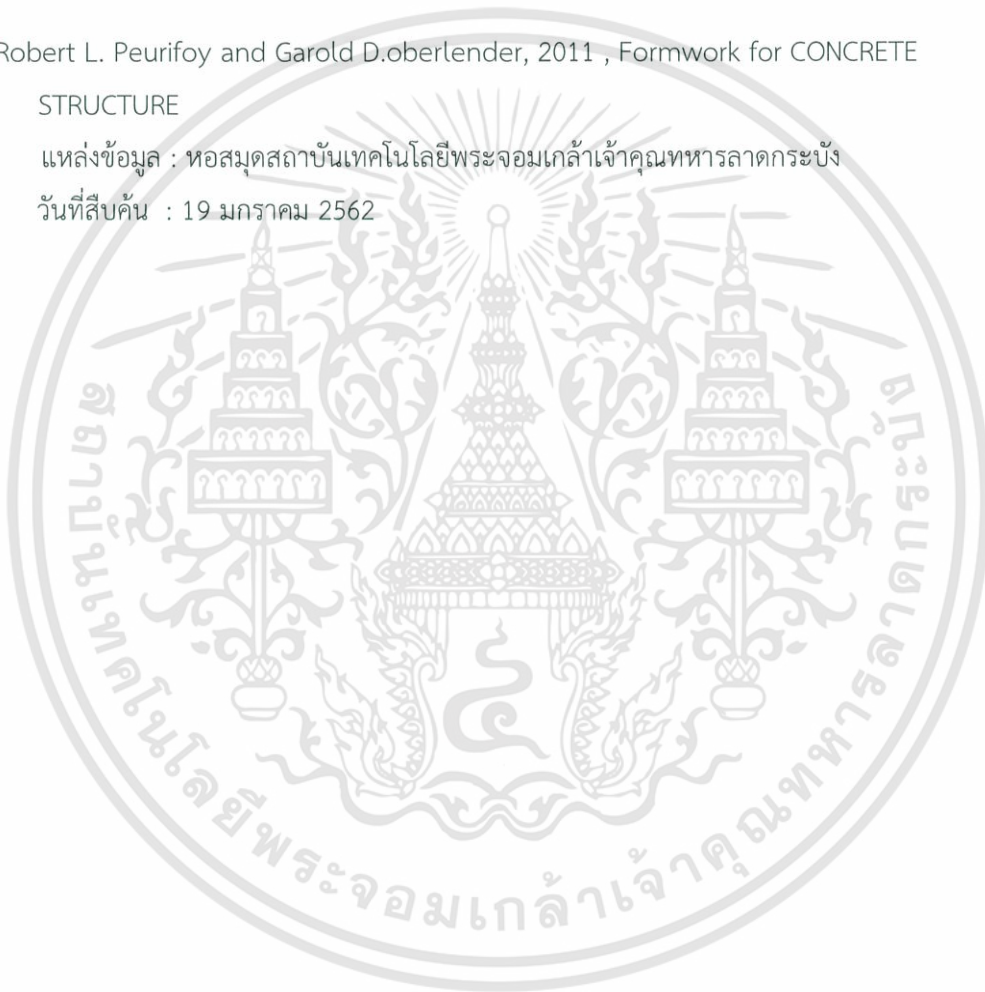 Robert L. Peurifoy and Garold D.oberlender, 2011 , Formwork for CONCRETE
STRUCTURE
แหล่งข้อมูล : หอสมุดสถาบันเทคโนโลยีพระจอมเกล้าเจ้าคุณทหารลาดกระบัง
วันที่สืบค้น : 19 มกราคม 2562
๔
สถาบันเทคโนโลยีพระจอมเกล้าเจ้าคุณทหารลาดกระบัง